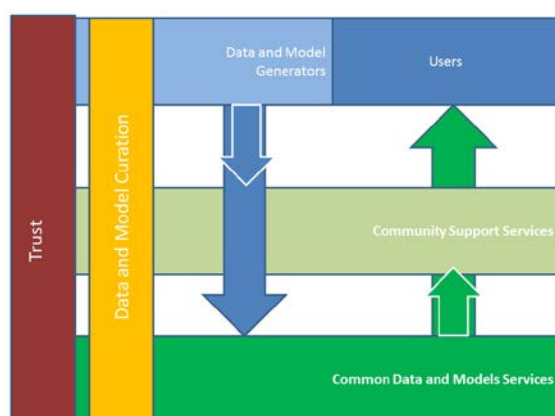 Trust
Data and Model Curation
Data and Model
Generators
Users
Community Support Services
Common Data and Models Services